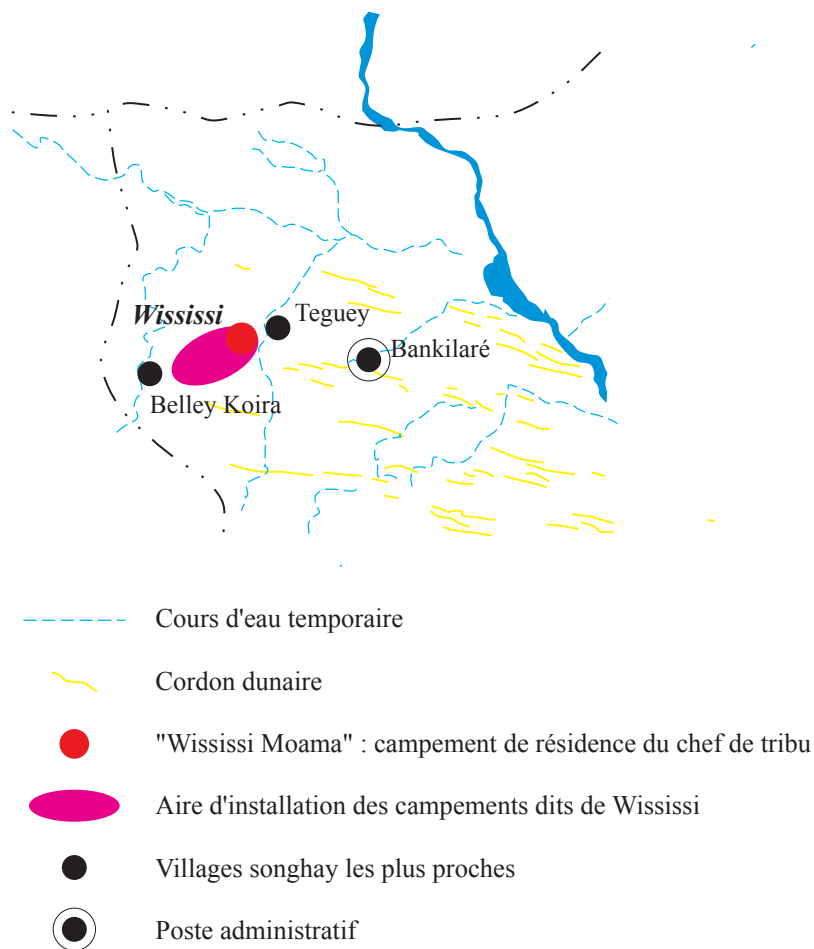 Wississi
Teguey
Bankilaré
Belley Koira
Cours d'eau temporaire
Cordon dunaire
"Wississi Moama" : campement de résidence du chef de tribu
Aire d'installation des campements dits de Wississi
Villages songhay les plus proches
Poste administratif